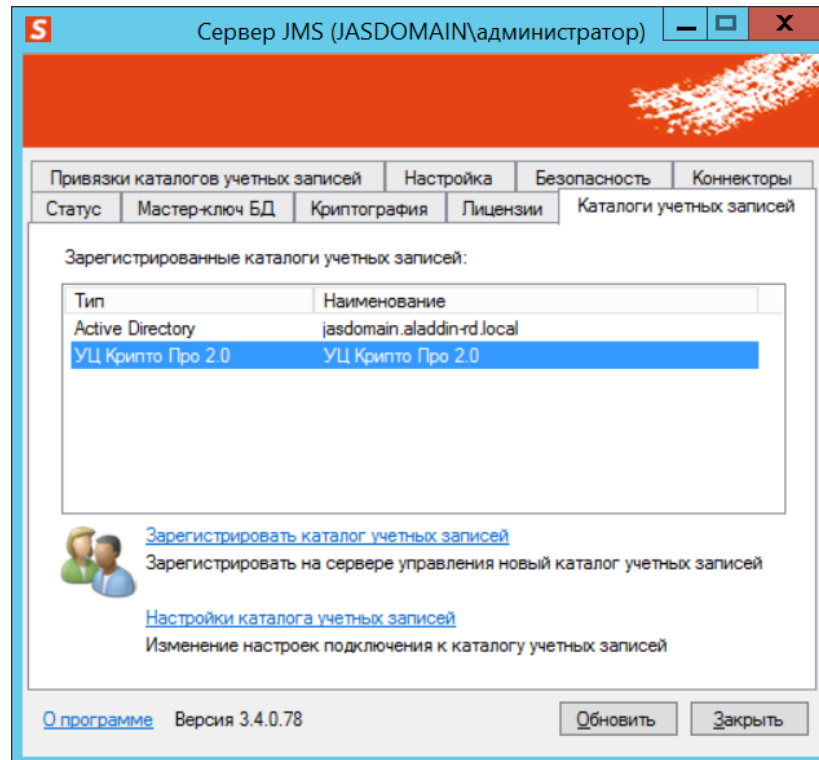 Сервер JMS (JASDOMAIN\администратор)
Привязки каталогов учетных записей Настройка Безопасность Коннекторы
Статус Мастер-ключ БД Криптография Лицензии Каталоги учетных записей
Зарегистрированные каталоги учетных записей:
Тип Наименование
Active Directory jasdomain.aladdin-rd.local
УЦ Крипто Про 2.0 УЦ Крипто Про 2.0
Зарегистрировать каталог учетных записей
Зарегистрировать на сервере управления новый каталог учетных записей
Настройки каталога учетных записей
Изменение настроек подключения к каталогу учетных записей
О программе Версия 3.4.0.78 Обновить Закрыть